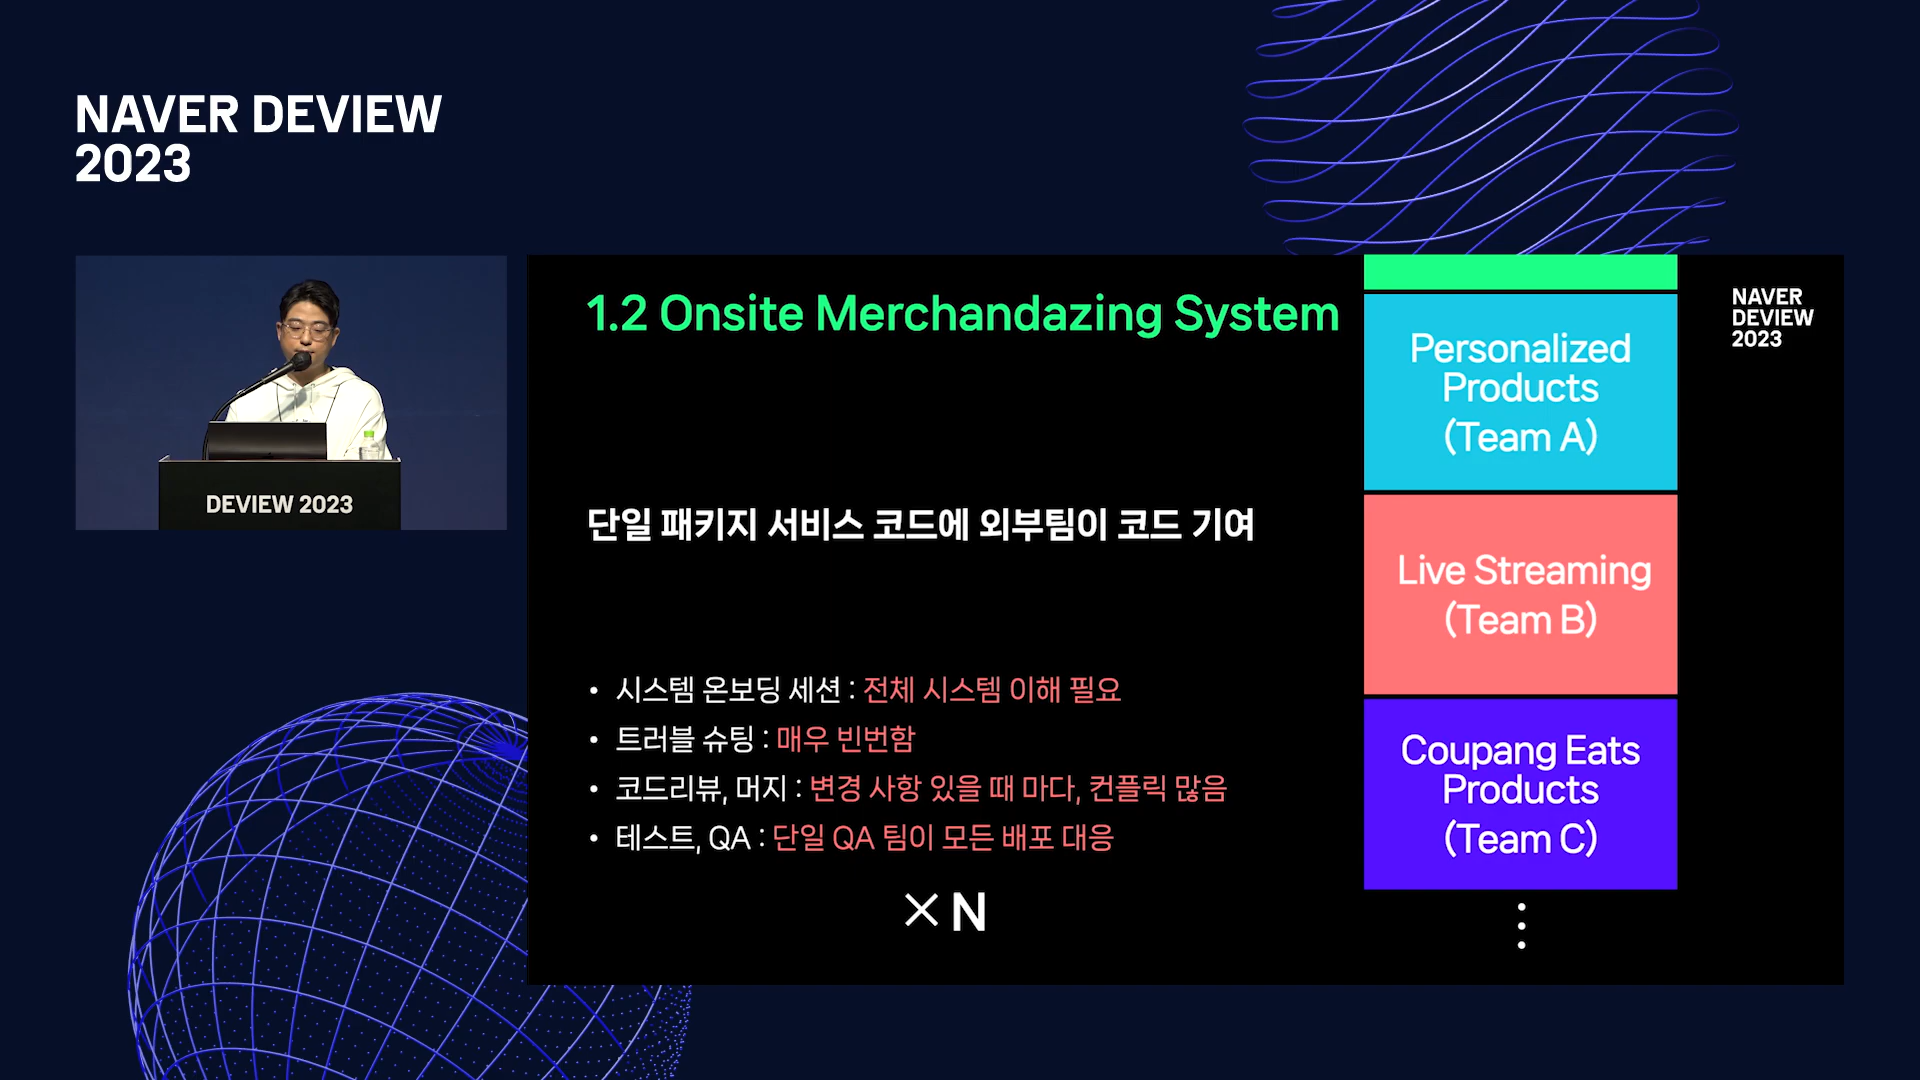 NAVER DEVIEW
2023
DEVIEW 2023
1.2 Onsite Merchandazing System
NAVER
DEVIEW
2023
단일 패키지 서비스 코드에 외부팀이 코드 기여
• 시스템 온보딩 세션 : 전체 시스템 이해 필요
• 트러블 슈팅 : 매우 빈번함
• 코드리뷰, 머지 : 변경 사항 있을 때 마다, 컨플릭 많음
• 테스트, QA : 단일 QA 팀이 모든 배포 대응
× N
Personalized
Products
(Team A)
Live Streaming
(Team B)
Coupang Eats
Products
(Team C)